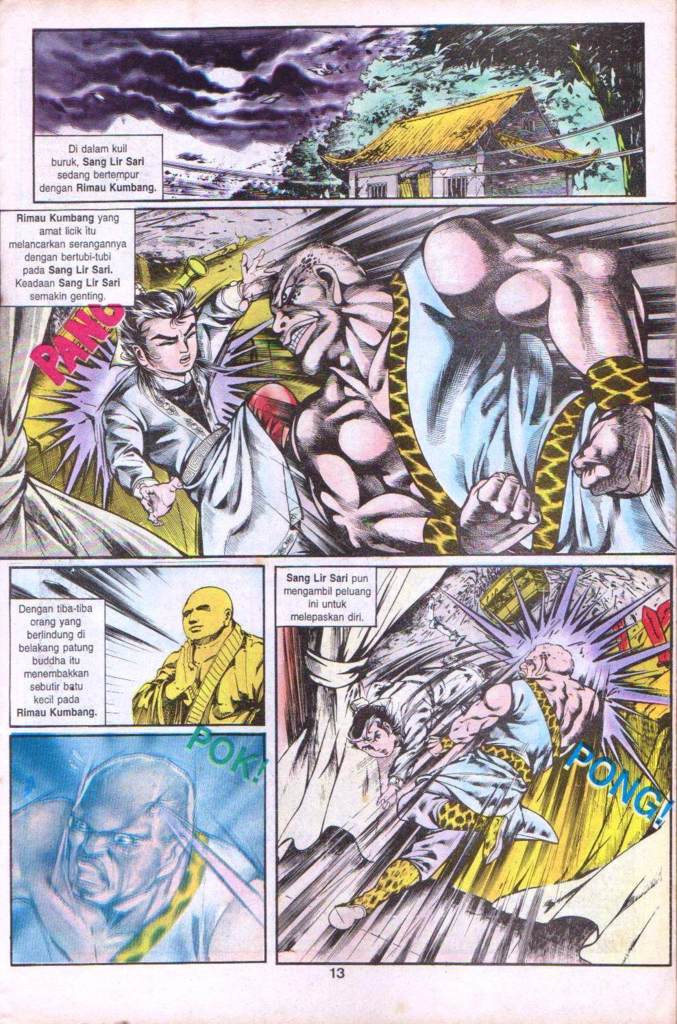 Di dalam kuil
buruk, Sang Lir Sari
sedang bertempur
dengan Rimau Kumbang.
Rimau Kumbang yang
amat licik itu
melancarkan serangannya
dengan bertubi-tubi
pada Sang Lir Sari.
Keadaan Sang Lir Sari
semakin genting.
PANG
Dengan tiba-tiba
orang yang
berlindung di
belakang patung
buddha itu
menembakkan
sebutir batu
kecil pada
Rimau Kumbang.
POK!
Sang Lir Sari pun
mengambil peluang
ini untuk
melepaskan diri.
PONG!
13